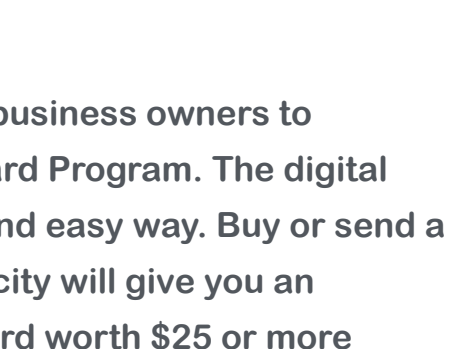 business owners to
ard Program. The digital
nd easy way. Buy or send a
city will give you an
rd worth $25 or more